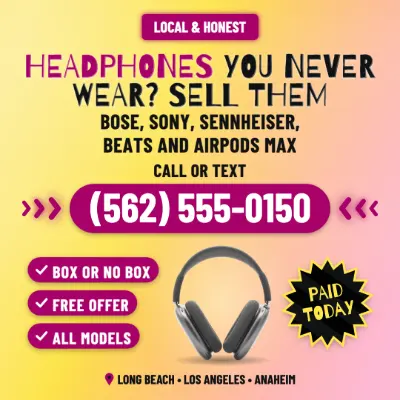 LOCAL & HONEST
HEADPHONES YOU NEVER
WEAR? SELL THEM
BOSE, SONY, SENNHEISER,
BEATS AND AIRPODS MAX
CALL OR TEXT
(562) 555-0150
BOX OR NO BOX
FREE OFFER
ALL MODELS
PAID
TODAY
LONG BEACH • LOS ANGELES • ANAHEIM